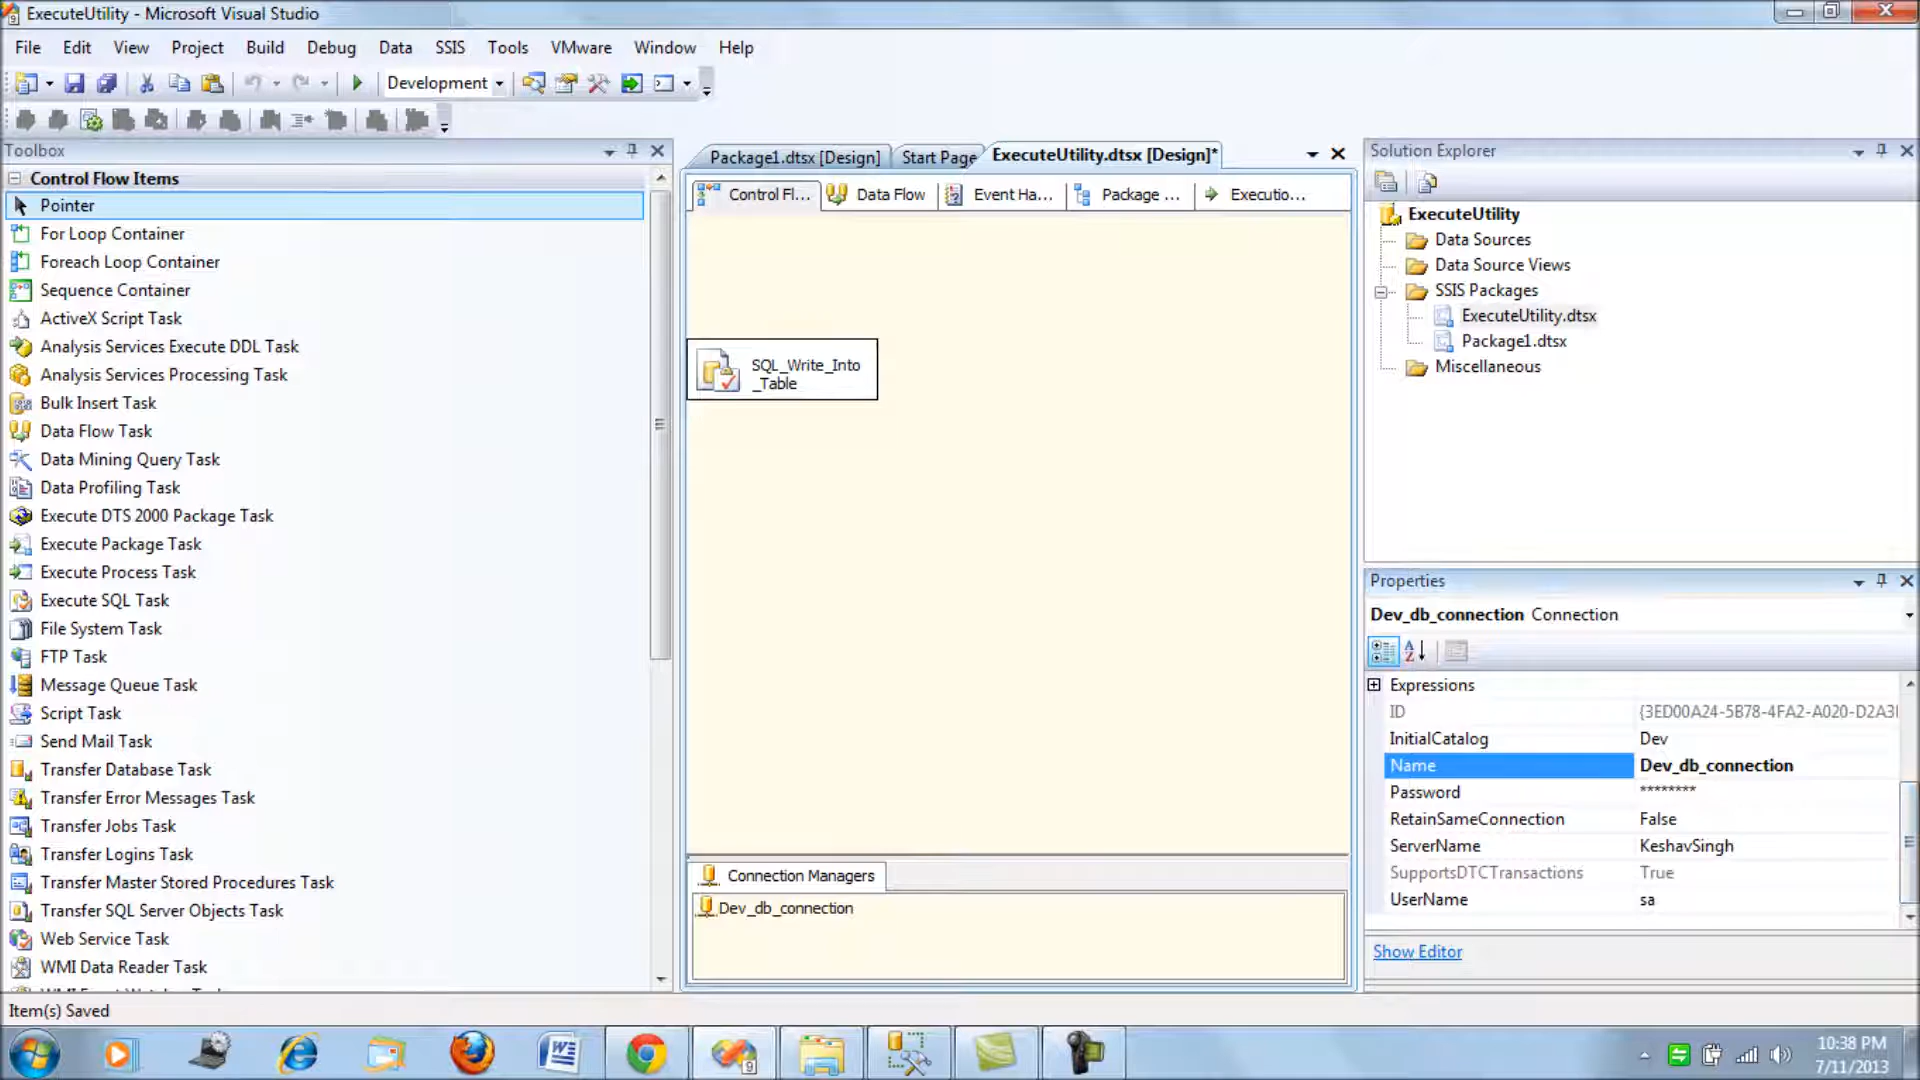 ExecuteUtility - Microsoft Visual Studio
File Edit View Project Build Debug Data SSIS Tools VMware Window Help
Development
Toolbox
Control Flow Items
Pointer
For Loop Container
Foreach Loop Container
Sequence Container
ActiveX Script Task
Analysis Services Execute DDL Task
Analysis Services Processing Task
Bulk Insert Task
Data Flow Task
Data Mining Query Task
Data Profiling Task
Execute DTS 2000 Package Task
Execute Package Task
Execute Process Task
Execute SQL Task
File System Task
FTP Task
Message Queue Task
Script Task
Send Mail Task
Transfer Database Task
Transfer Error Messages Task
Transfer Jobs Task
Transfer Logins Task
Transfer Master Stored Procedures Task
Transfer SQL Server Objects Task
Web Service Task
WMI Data Reader Task
Package1.dtsx [Design] Start Page ExecuteUtility.dtsx [Design]*
Control Fl... Data Flow Event Ha... Package ... Executio...
SQL_Write_Into
_Table
Connection Managers
Dev_db_connection
Solution Explorer
ExecuteUtility
Data Sources
Data Source Views
SSIS Packages
ExecuteUtility.dtsx
Package1.dtsx
Miscellaneous
Properties
Dev_db_connection Connection
Expressions
ID {3ED00A24-5B78-4FA2-A020-D2A3
InitialCatalog Dev
Name Dev_db_connection
Password ********
RetainSameConnection False
ServerName KeshavSingh
SupportsDTCTransactions True
UserName sa
Show Editor
Item(s) Saved
10:38 PM
7/11/2013